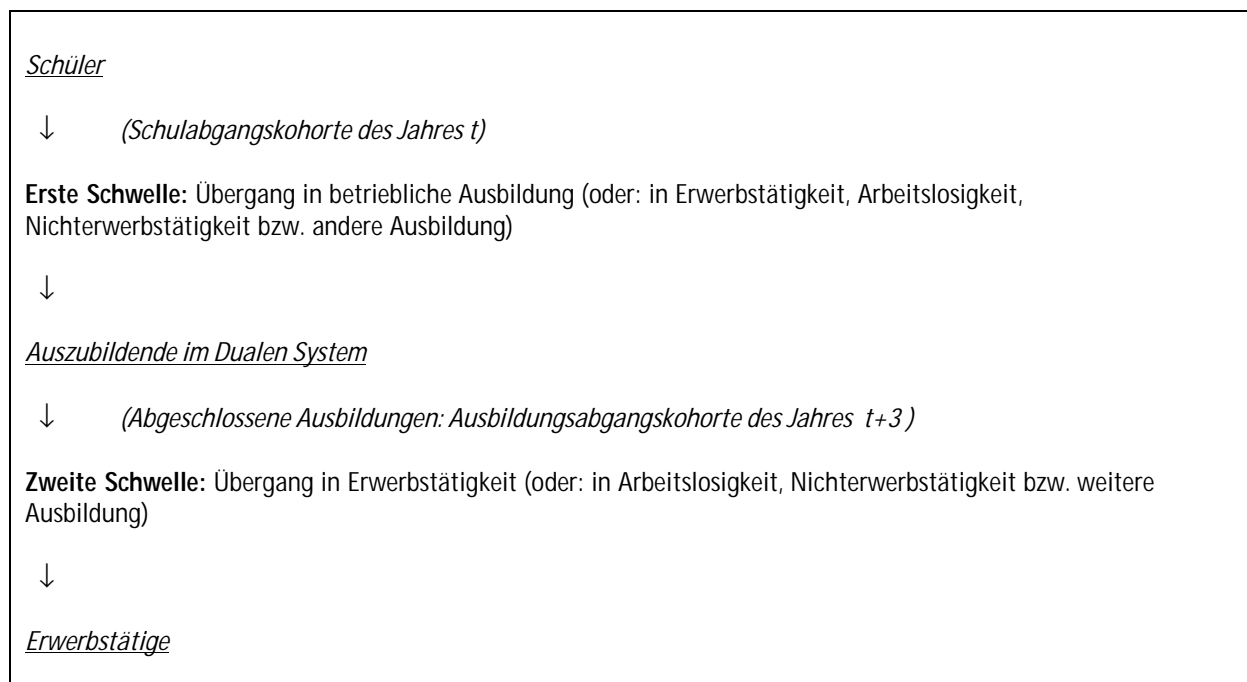 Schüler
↓ (Schulabgangskohorte des Jahres t)
Erste Schwelle: Übergang in betriebliche Ausbildung (oder: in Erwerbstätigkeit, Arbeitslosigkeit,
Nichterwerbstätigkeit bzw. andere Ausbildung)
↓
Auszubildende im Dualen System
↓ (Abgeschlossene Ausbildungen: Ausbildungsabgangskohorte des Jahres t+3 )
Zweite Schwelle: Übergang in Erwerbstätigkeit (oder: in Arbeitslosigkeit, Nichterwerbstätigkeit bzw. weitere
Ausbildung)
↓
Erwerbstätige